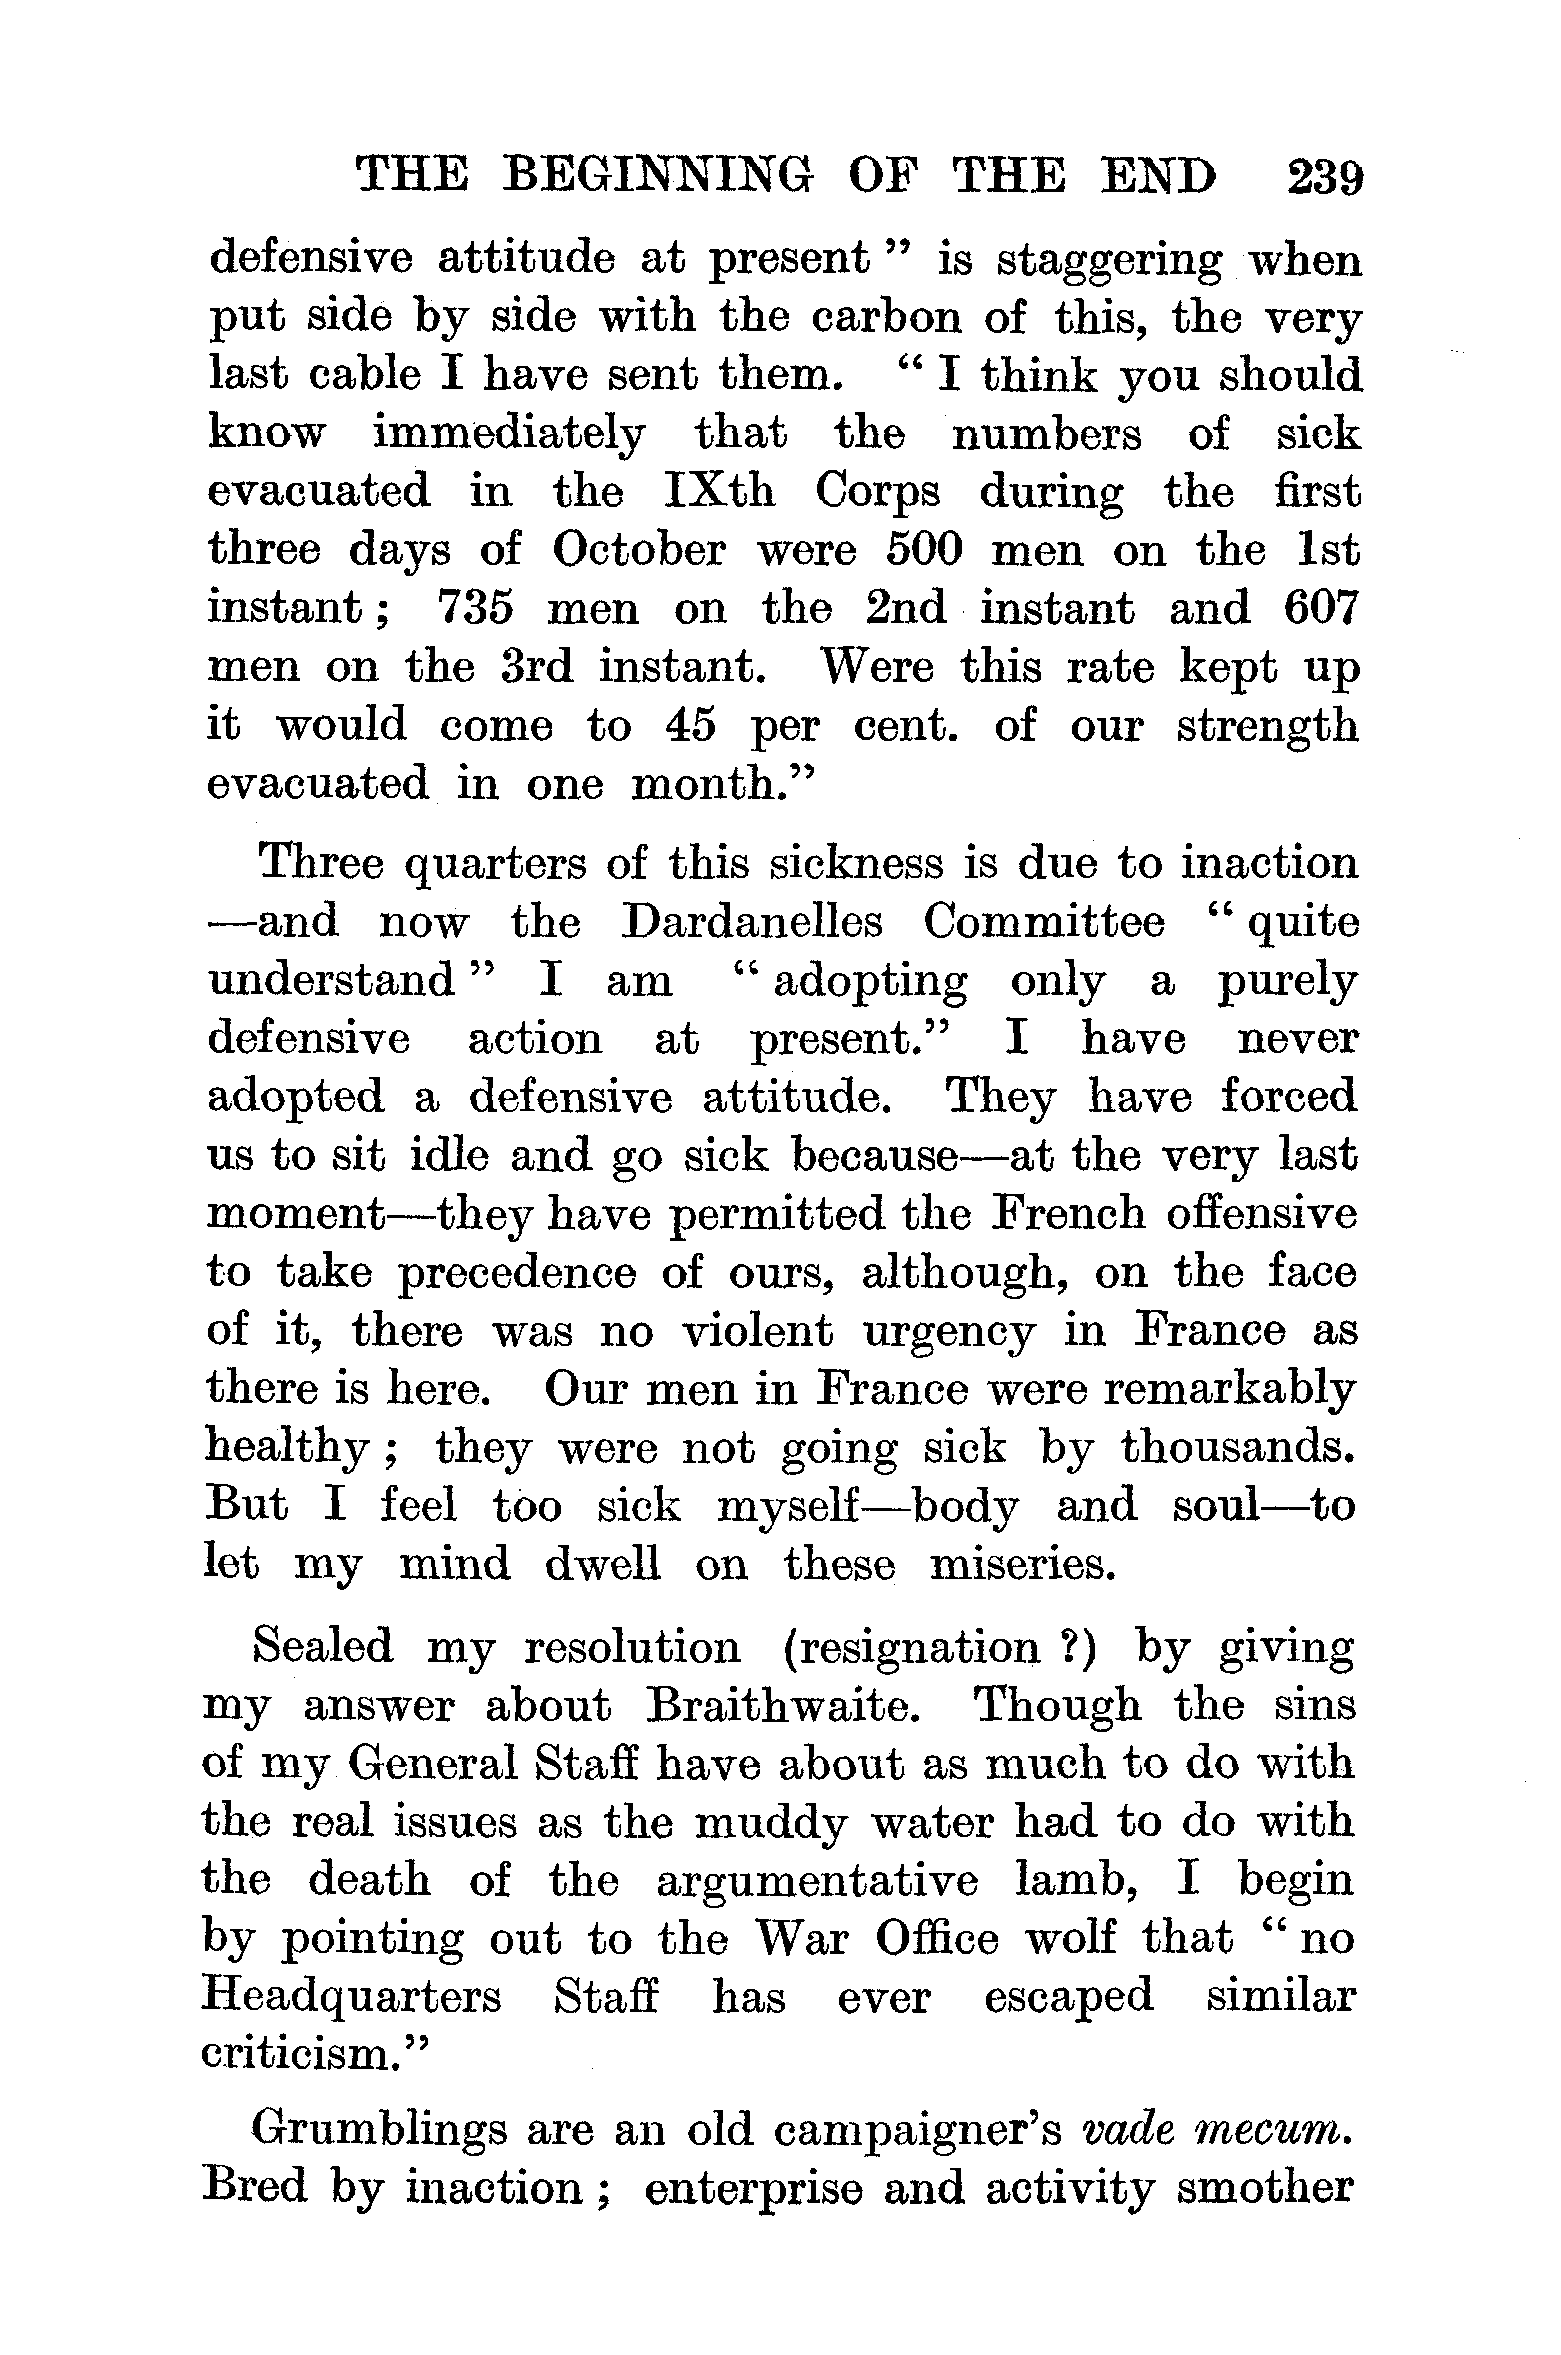 THE BEGINNING OF THE END 239
defensive attitude at present” is staggering when
put side by side with the carbon of this, the very
last cable I have sent them. “I think you should
know immediately that the numbers of sick
evacuated in the IXth Corps during the first
three days of October were 500 men on the 1st
instant; 735 men on the 2nd instant and 607
men on the 3rd instant. Were this rate kept up
it would come to 45 per cent. of our strength
evacuated in one month.”
Three quarters of this sickness is due to inaction
—and now the Dardanelles Committee “quite
understand” I am “adopting only a purely
defensive action at present.” I have never
adopted a defensive attitude. They have forced
us to sit idle and go sick because—at the very last
moment—they have permitted the French offensive
to take precedence of ours, although, on the face
of it, there was no violent urgency in France as
there is here. Our men in France were remarkably
healthy; they were not going sick by thousands.
But I feel too sick myself—body and soul—to
let my mind dwell on these miseries.
Sealed my resolution (resignation?) by giving
my answer about Braithwaite. Though the sins
of my General Staff have about as much to do with
the real issues as the muddy water had to do with
the death of the argumentative lamb, I begin
by pointing out to the War Office wolf that “no
Headquarters Staff has ever escaped similar
criticism.”
Grumblings are an old campaigner’s vade mecum.
Bred by inaction; enterprise and activity smother